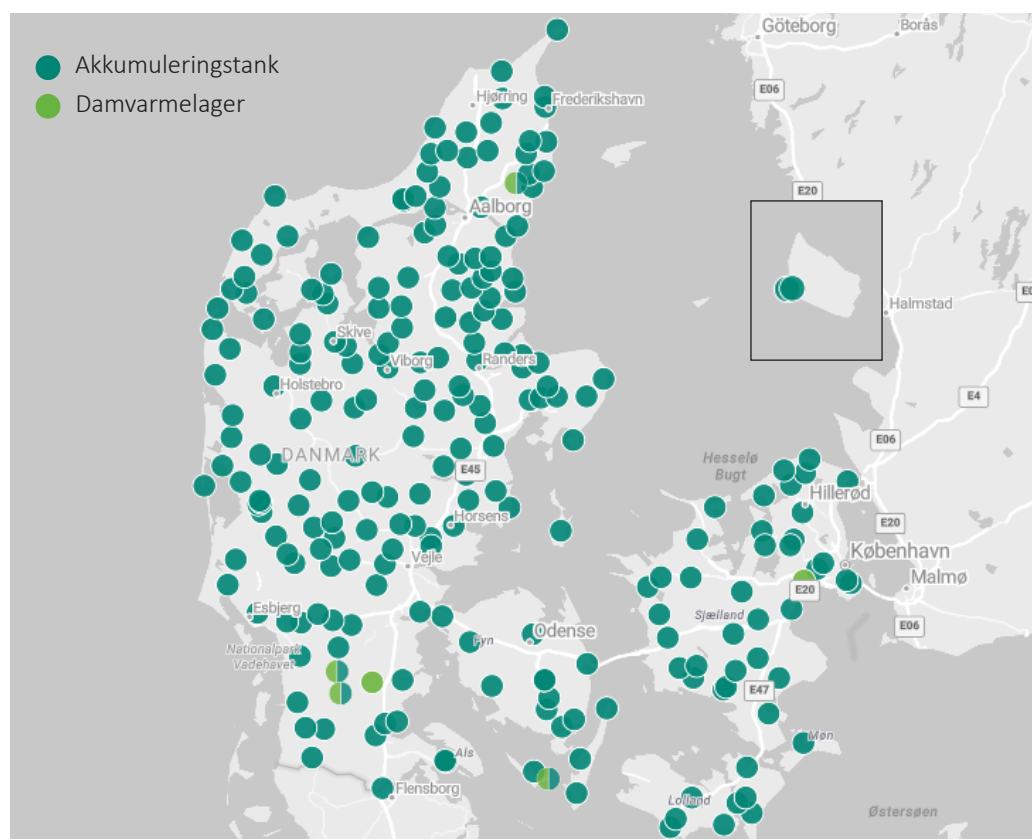 Akkumuleringstank
Damvarmelager
Göteborg
Borås
E06
Hjørring
Frederikshavn
E20
Aalborg
Halmstad
Skive
Viborg
Randers
Holstebro
E4
E06
DANMARK
E45
Hesselø
Bugt
Hillerød
Horsens
E20
København
Vejle
Malmø
E20
Esbjerg
Sjælland
E06
Odense
Fyn
Nationalpark
Vadehavet
E47
Møn
Als
Flensborg
Lolland
Østersøen